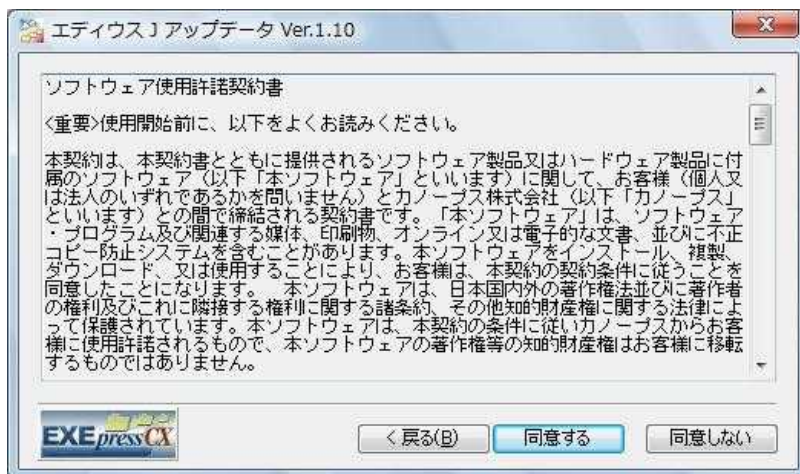 エディウス J アップデータ Ver.1.10
ソフトウェア使用許諾契約書
<重要>使用開始前に、以下をよくお読みください。
本契約は、本契約書とともに提供されるソフトウェア製品又はハードウェア製品に付
属のソフトウェア（以下「本ソフトウェア」といいます）に関して、お客様（個人又
は法人のいずれであるかを問いません）とカノープス株式会社（以下「カノープス」
といいます）との間で締結される契約書です。「本ソフトウェア」は、ソフトウェア
・プログラム及び関連する媒体、印刷物、オンライン又は電子的な文書、並びに不正
コピー防止システムを含むことがあります。本ソフトウェアをインストール、複製、
ダウンロード、又は使用することにより、お客様は、本契約の契約条件に従うことを
同意したことになります。　本ソフトウェアは、日本国内外の著作権法並びに著作者
の権利及びこれに隣接する権利に関する諸条約、その他知的財産権に関する法律によ
って保護されています。本ソフトウェアは、本契約の条件に従いカノープスからお客
様に使用許諾されるもので、本ソフトウェアの著作権等の知的財産権はお客様に移転
するものではありません。
EXEpressCX
< 戻る(B)
同意する
同意しない